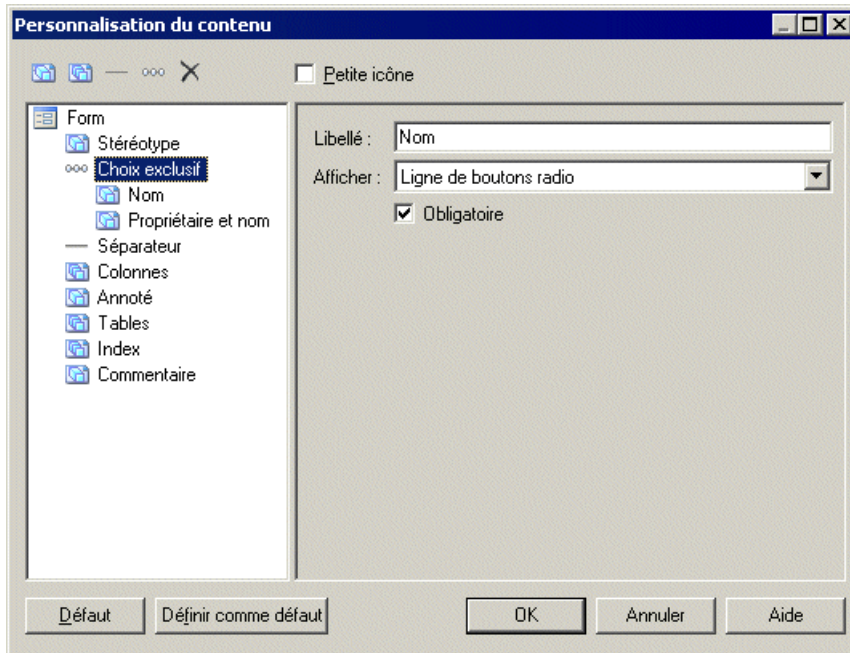 Personnalisation du contenu
Petite icône
Form
Stéréotype
Choix exclusif
Nom
Propriétaire et nom
Séparateur
Colonnes
Annoté
Tables
Index
Commentaire
Libellé : Nom
Afficher : Ligne de boutons radio
Obligatoire
Défaut Définir comme défaut OK Annuler Aide